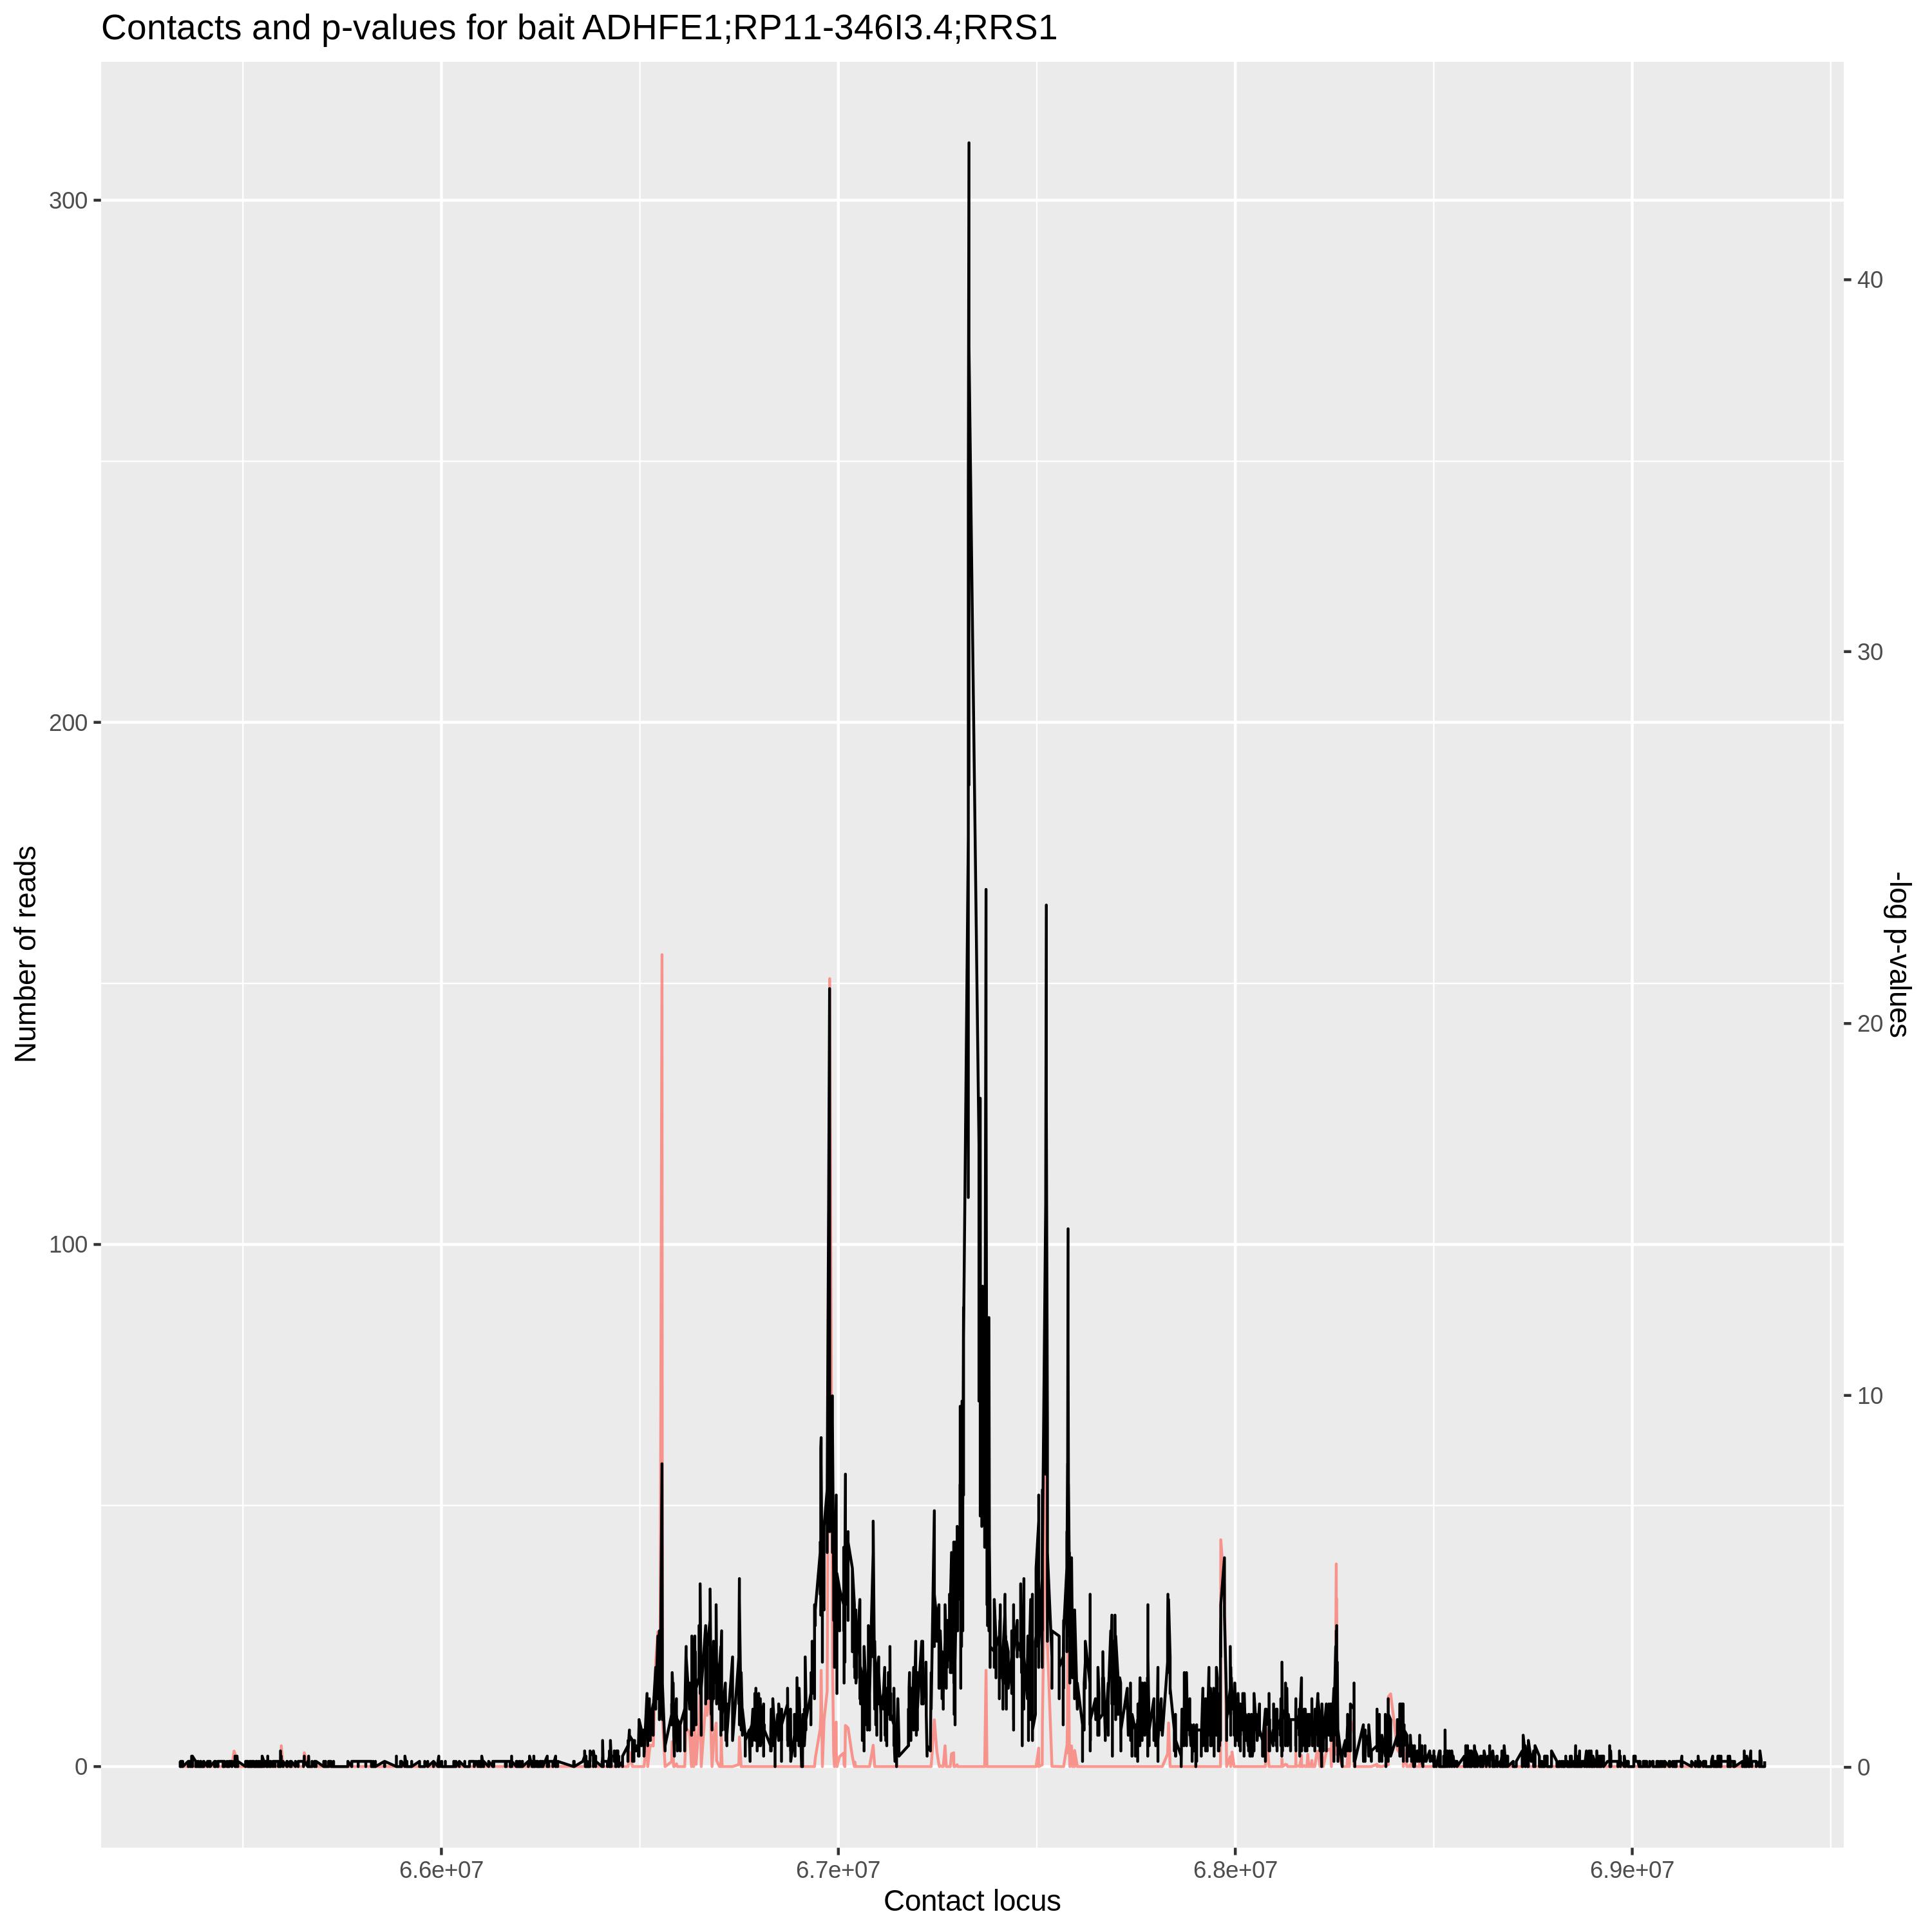 Contacts and p-values for bait ADHFE1;RP11-346I3.4;RRS1
300
200
100
0
Number of reads
40
30
20
10
0
-log p-values
6.6e+07
6.7e+07
6.8e+07
6.9e+07
Contact locus